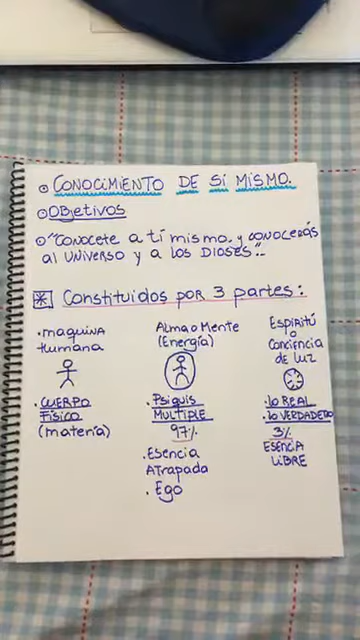 ⊙ CONOCIMIENTO DE SÍ MISMO.
⊙ OBJETIVOS
⊙ "CONOCETE a tí mismo. y CONOCERÁS
al UNIVERSO y a LOS DIOSES"..
* Constituidos por 3 partes:
• maquina
Humana
• CUERPO
FÍSICO
(materia)
Alma o Mente
(Energía)
• Psiquis
MULTIPLE
97%
• Esencia
ATrapada
• Ego
ESPIRITÚ
o
Conciencia
de luz
• LO REAL
• LO VERDADERO
3%
ESENCIA
LIBRE